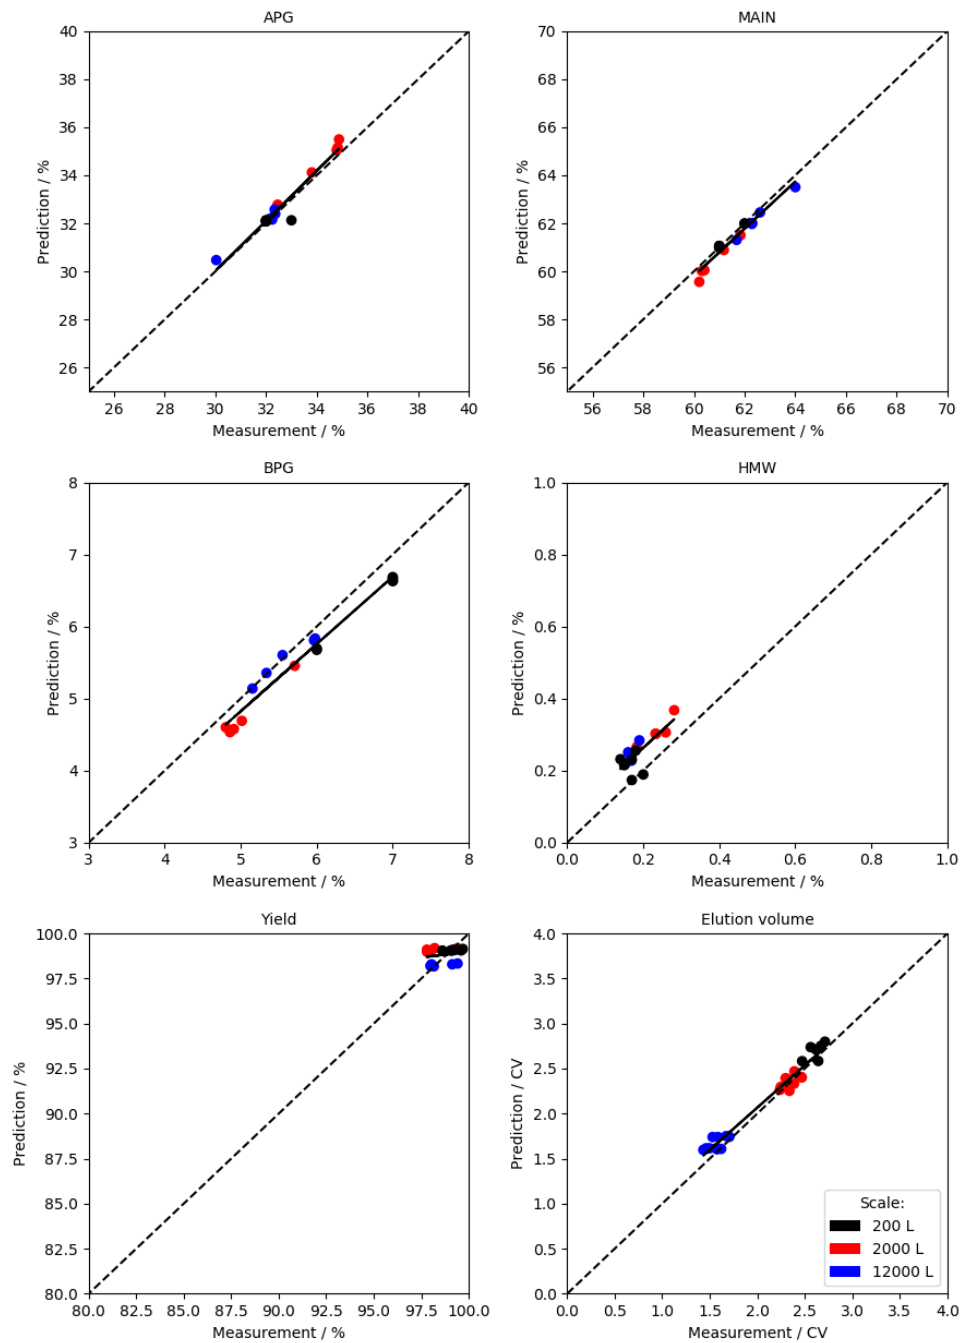 APG
40
38
36
34
32
30
28
26
Prediction / %
26 28 30 32 34 36 38 40
Measurement / %
MAIN
70
68
66
64
62
60
58
56
Prediction / %
56 58 60 62 64 66 68 70
Measurement / %
BPG
8
7
6
5
4
3
Prediction / %
3 4 5 6 7 8
Measurement / %
HMW
1.0
0.8
0.6
0.4
0.2
0.0
Prediction / %
0.0 0.2 0.4 0.6 0.8 1.0
Measurement / %
Yield
100.0
97.5
95.0
92.5
90.0
87.5
85.0
82.5
80.0
Prediction / %
80.0 82.5 85.0 87.5 90.0 92.5 95.0 97.5 100.0
Measurement / %
Elution volume
4.0
3.5
3.0
2.5
2.0
1.5
1.0
0.5
0.0
Prediction / CV
0.0 0.5 1.0 1.5 2.0 2.5 3.0 3.5 4.0
Measurement / CV
Scale:
200 L
2000 L
12000 L